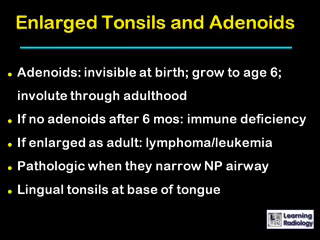 Enlarged Tonsils and Adenoids
Adenoids: invisible at birth; grow to age 6;
involute through adulthood
If no adenoids after 6 mos: immune deficiency
If enlarged as adult: lymphoma/leukemia
Pathologic when they narrow NP airway
Lingual tonsils at base of tongue
Learning
Radiology